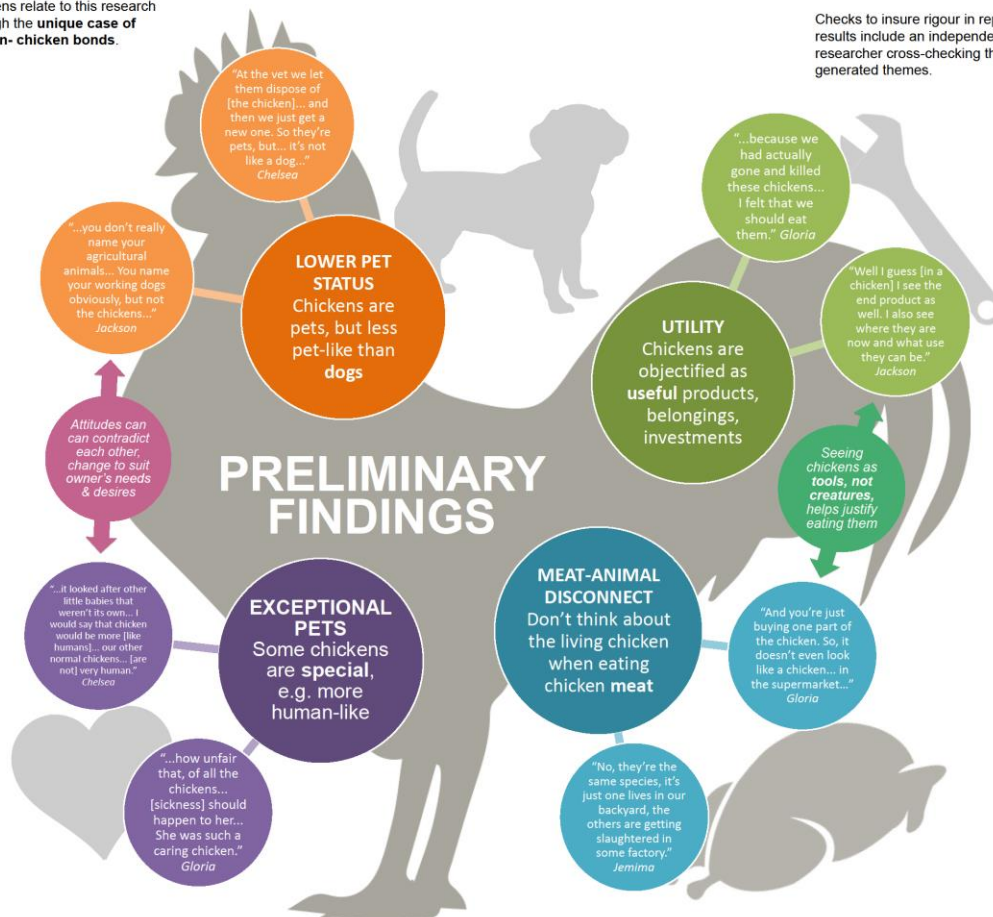 ens relate to this research
gh the unique case of
n- chicken bonds.
Checks to insure rigour in rep
results include an independe
researcher cross-checking th
generated themes.
"At the vet we let
them dispose of
[the chicken]... and
then we just get a
new one. So they're
pets, but... it's not
like a dog..."
Chelsea
"...you don't really
name your
agricultural
animals... You name
your working dogs
obviously, but not
the chickens..."
Jackson
LOWER PET
STATUS
Chickens are
pets, but less
pet-like than
dogs
"...because we
had actually
gone and killed
these chickens...
I felt that we
should eat
them." Gloria
"Well I guess [in a
chicken] I see the
end product as
well. I also see
where they are
now and what use
they can be."
Jackson
UTILITY
Chickens are
objectified as
useful products,
belongings,
investments
Attitudes can
can contradict
each other,
change to suit
owner's needs
& desires
PRELIMINARY
FINDINGS
Seeing
chickens as
tools, not
creatures,
helps justify
eating them
"...it looked after other
little babies that
weren't its own... I
would say that chicken
would be more [like
humans]... our other
normal chickens... [are
not] very human."
Chelsea
EXCEPTIONAL
PETS
Some chickens
are special,
e.g. more
human-like
"...how unfair
that, of all the
chickens...
[sickness] should
happen to her...
She was such a
caring chicken."
Gloria
MEAT-ANIMAL
DISCONNECT
Don't think about
the living chicken
when eating
chicken meat
"And you're just
buying one part of
the chicken. So, it
doesn't even look
like a chicken... in
the supermarket..."
Gloria
"No, they're the
same species, it's
just one lives in our
backyard, the
others are getting
slaughtered in
some factory."
Jemima